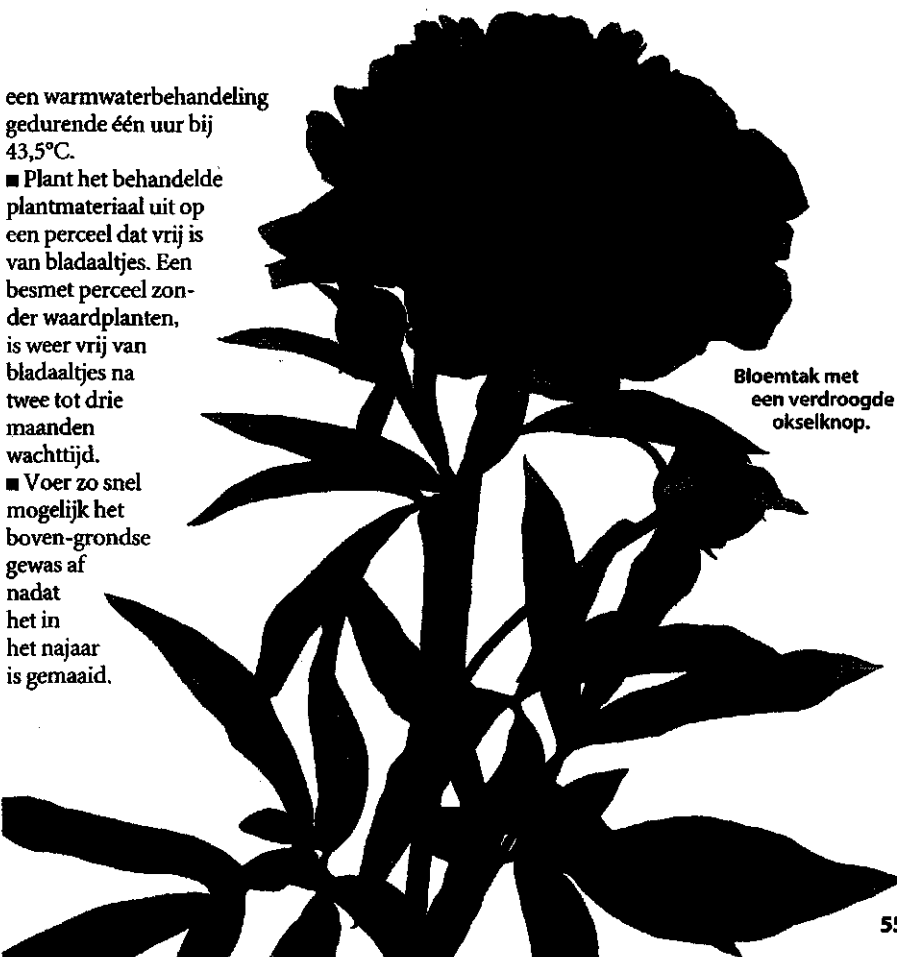 een warmwaterbehandeling
gedurende één uur bij
43,5°C.
■ Plant het behandelde
plantmateriaal uit op
een perceel dat vrij is
van bladaaltjes. Een
besmet perceel zon-
der waardplanten,
is weer vrij van
bladaaltjes na
twee tot drie
maanden
wachttijd.
■ Voer zo snel
mogelijk het
boven-grondse
gewas af
nadat
het in
het najaar
is gemaaid.
Bloemtak met
een verdroogde
okselknop.
55